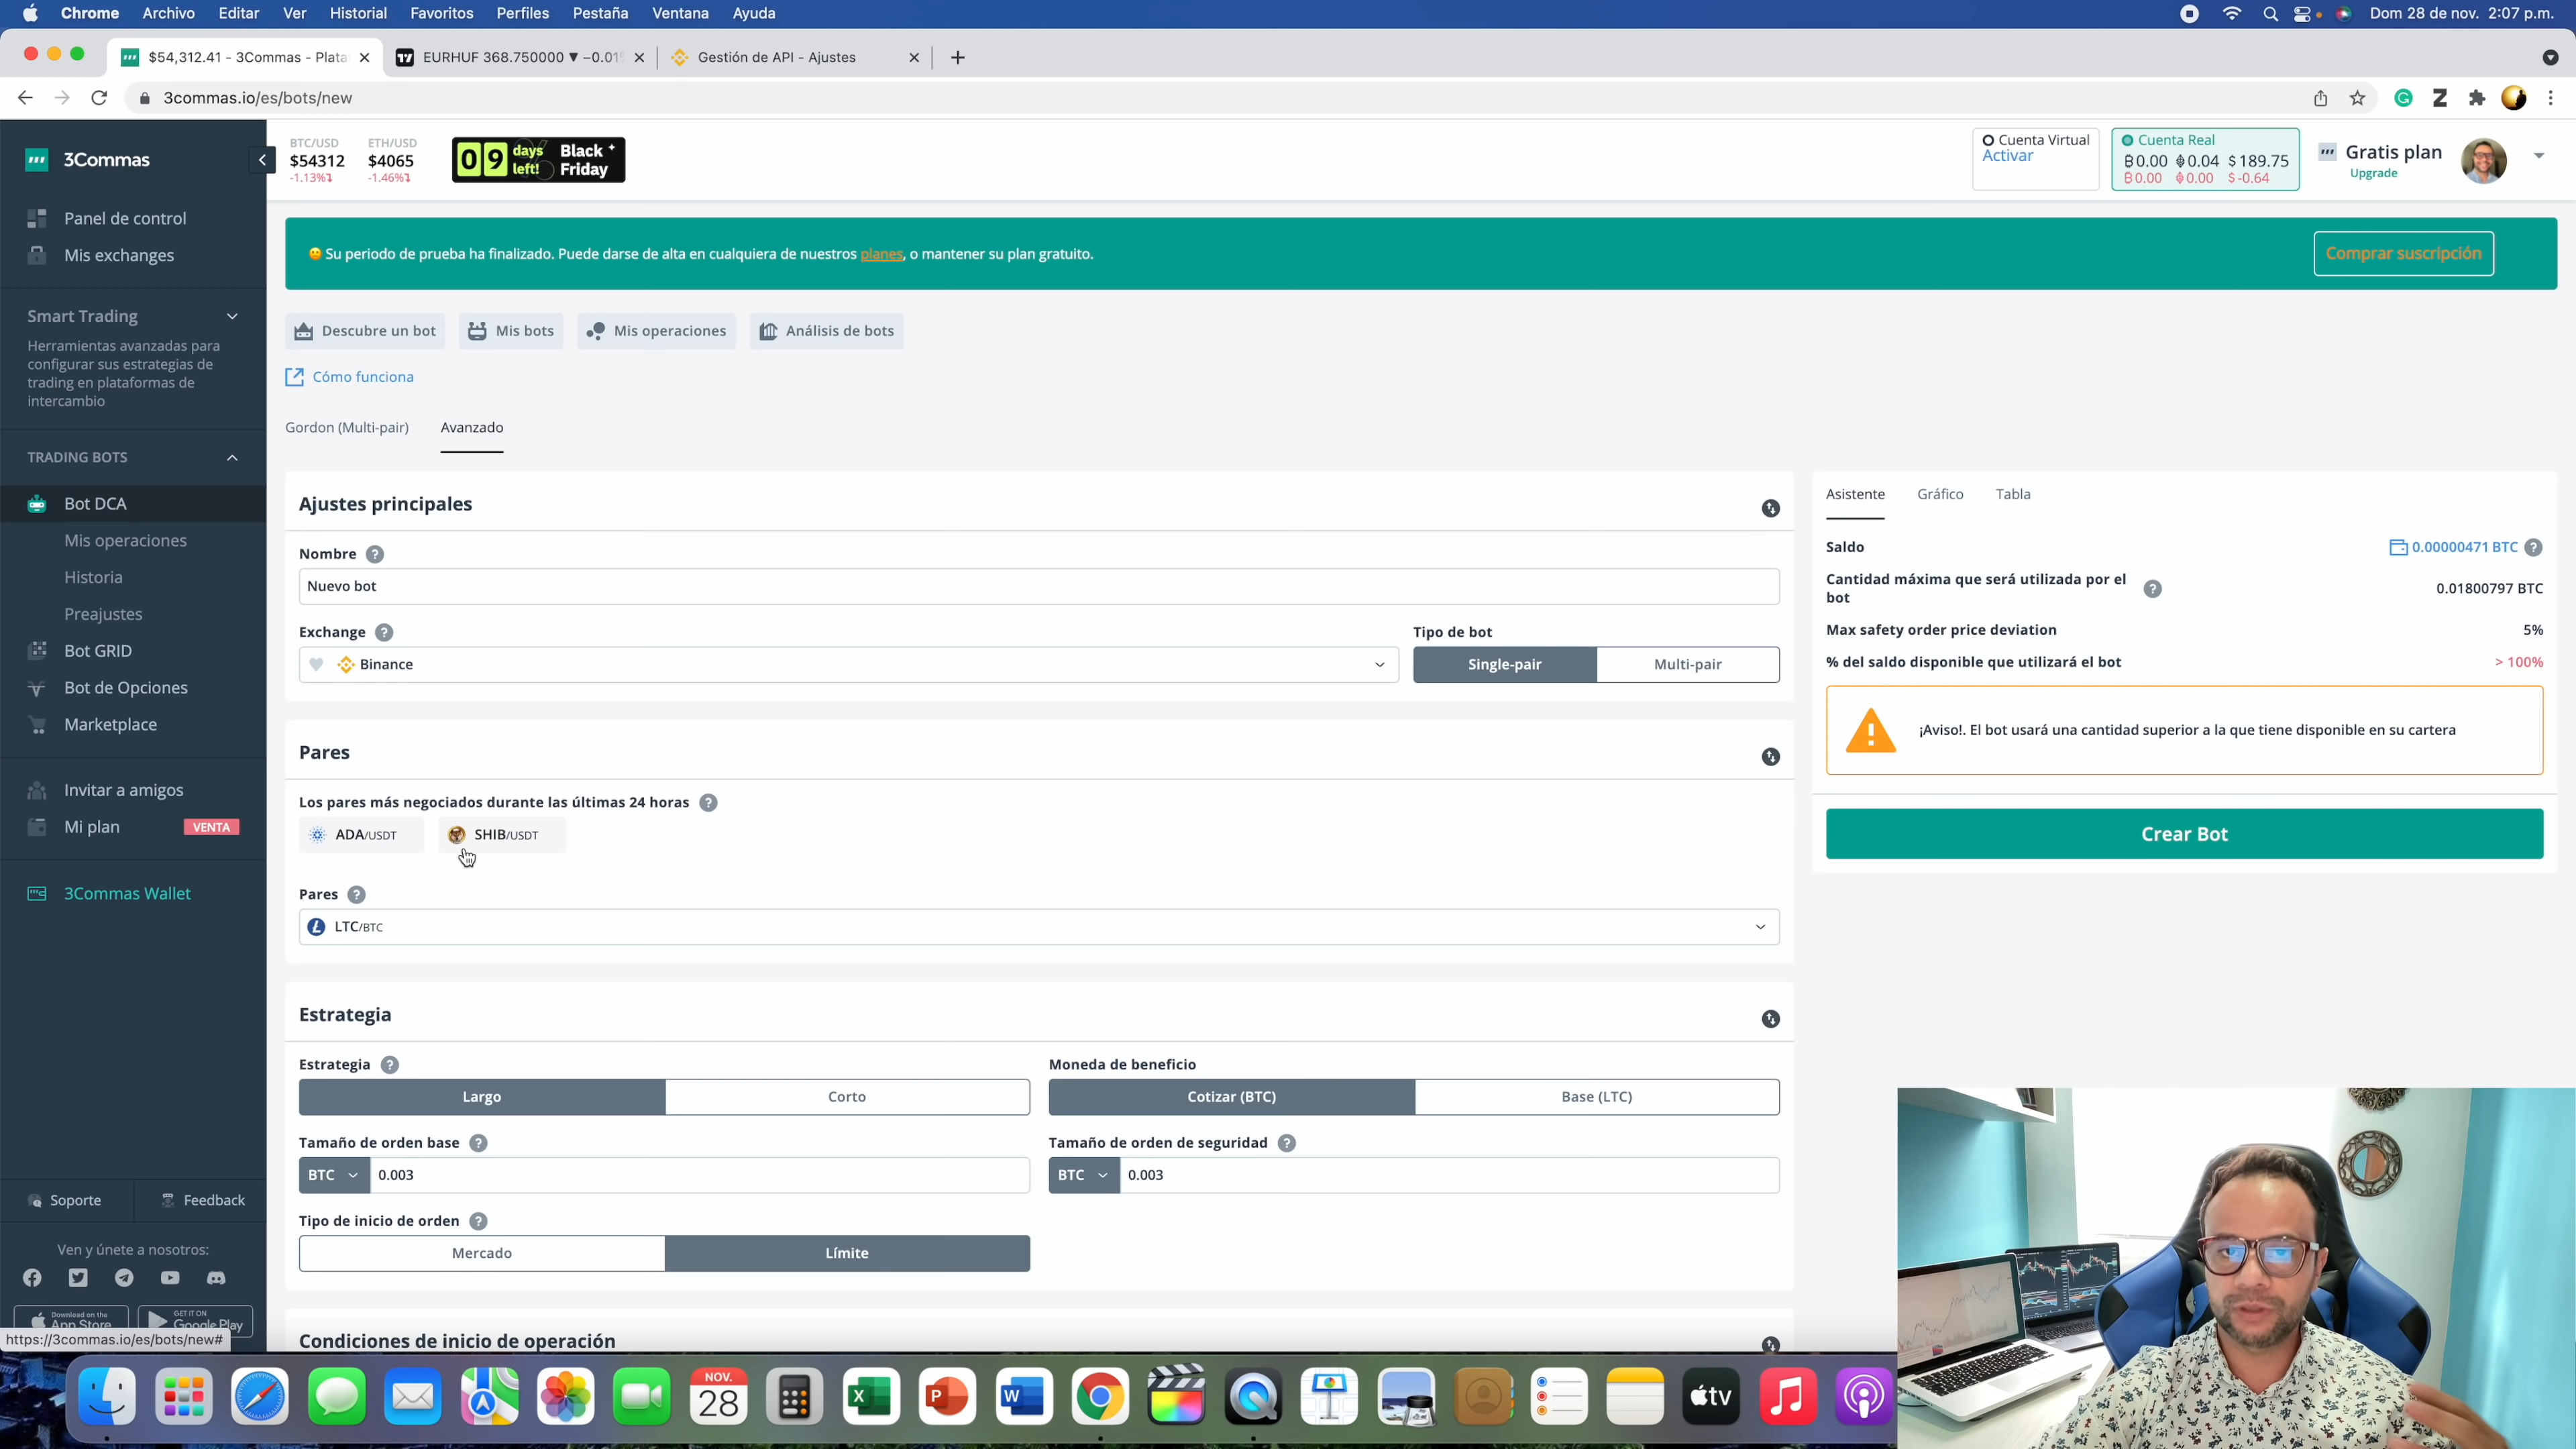 Chrome Archivo Editar Ver Historial Favoritos Perfiles Pestaña Ventana Ayuda Dom 28 de nov. 2:07 p.m.
$54,312.41 - 3Commas - Plata EURHUF 368.750000 ▼ −0.01% Gestión de API - Ajustes
3commas.io/es/bots/new
3Commas
BTC/USD ETH/USD
$54312 $4065
-1.13% -1.46%
09 days left! Black Friday
Cuenta Virtual
Activar
Cuenta Real
0.00 0.04 $ 189.75
0.00 0.00 $ -0.64
Gratis plan
Upgrade
Panel de control
Mis exchanges
Smart Trading
Herramientas avanzadas para
configurar sus estrategias de
trading en plataformas de
intercambio
TRADING BOTS
Bot DCA
Mis operaciones
Historia
Preajustes
Bot GRID
Bot de Opciones
Marketplace
Invitar a amigos
Mi plan VENTA
3Commas Wallet
Soporte Feedback
Ven y únete a nosotros:
Download on the App Store
GET IT ON Google Play
https://3commas.io/es/bots/new#
Su periodo de prueba ha finalizado. Puede darse de alta en cualquiera de nuestros planes, o mantener su plan gratuito.
Comprar suscripción
Descubre un bot Mis bots Mis operaciones Análisis de bots
Cómo funciona
Gordon (Multi-pair) Avanzado
Ajustes principales
Nombre ?
Nuevo bot
Exchange ? Tipo de bot
Binance Single-pair Multi-pair
Pares
Los pares más negociados durante las últimas 24 horas ?
ADA/USDT SHIB/USDT
Pares ?
LTC/BTC
Estrategia
Estrategia ? Moneda de beneficio
Largo Corto Cotizar (BTC) Base (LTC)
Tamaño de orden base ? Tamaño de orden de seguridad ?
BTC 0.003 BTC 0.003
Tipo de inicio de orden ?
Mercado Límite
Condiciones de inicio de operación
Asistente Gráfico Tabla
Saldo 0.00000471 BTC ?
Cantidad máxima que será utilizada por el
bot ? 0.01800797 BTC
Max safety order price deviation 5%
% del saldo disponible que utilizará el bot > 100%
¡Aviso!. El bot usará una cantidad superior a la que tiene disponible en su cartera
Crear Bot
NOV.
28
X P W tv